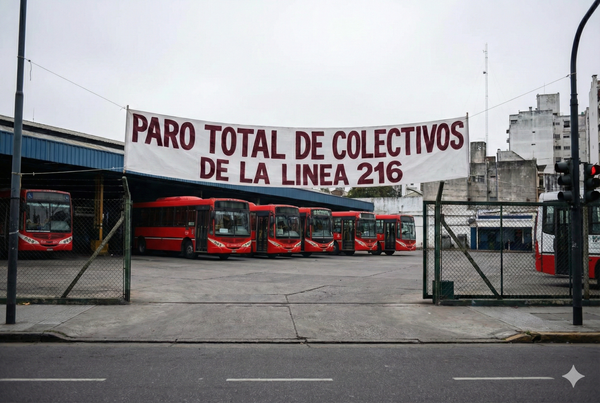 PARO TOTAL DE COLECTIVOS
DE LA LINEA 216